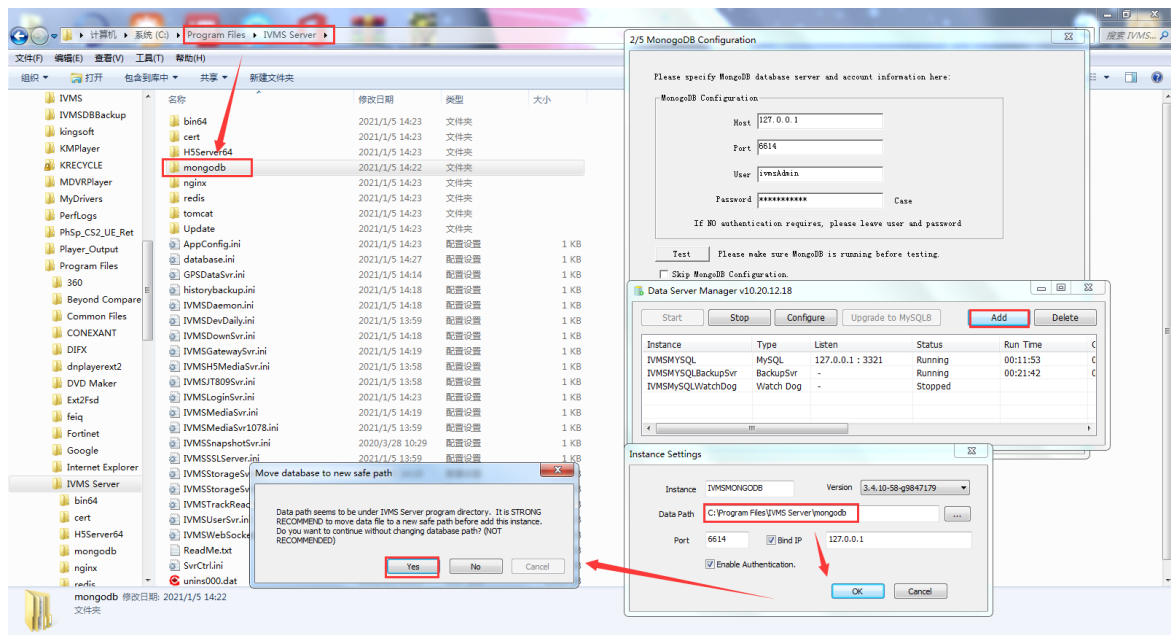 计算机 ▸ 系统 (C:) ▸ Program Files ▸ IVMS Server ▸
搜索 IVMS...
文件(F) 编辑(E) 查看(V) 工具(T) 帮助(H)
组织 打开 包含到库中 共享 新建文件夹
IVMS
IVMSDBBackup
kingsoft
KMPlayer
KRECYCLE
MDVRPlayer
MyDrivers
PerfLogs
PhSp_CS2_UE_Ret
Player_Output
Program Files
360
Beyond Compare
Common Files
CONEXANT
DIFX
dnplayerext2
DVD Maker
Ext2Fsd
feiq
Fortinet
Google
Internet Explorer
IVMS Server
bin64
cert
H5Server64
mongodb
nginx
redis
名称 修改日期 类型 大小
bin64 2021/1/5 14:23 文件夹
cert 2021/1/5 14:23 文件夹
H5Server64 2021/1/5 14:23 文件夹
mongodb 2021/1/5 14:22 文件夹
nginx 2021/1/5 14:23 文件夹
redis 2021/1/5 14:23 文件夹
tomcat 2021/1/5 14:23 文件夹
Update 2021/1/5 14:23 文件夹
AppConfig.ini 2021/1/5 14:23 配置设置 1 KB
database.ini 2021/1/5 14:27 配置设置 1 KB
GPSDataSvr.ini 2021/1/5 14:14 配置设置 1 KB
historybackup.ini 2021/1/5 14:23 配置设置 1 KB
IVMSDaemon.ini 2021/1/5 14:23 配置设置 1 KB
IVMSDevDaily.ini 2021/1/5 13:59 配置设置 1 KB
IVMSDownSvr.ini 2021/1/5 14:18 配置设置 1 KB
IVMSGatewaySvr.ini 2021/1/5 14:19 配置设置 1 KB
IVMSH5MediaSvr.ini 2021/1/5 13:58 配置设置 1 KB
IVMSJT809Svr.ini 2021/1/5 13:58 配置设置 1 KB
IVMSLoginSvr.ini 2021/1/5 14:23 配置设置 1 KB
IVMSMediaSvr.ini 2021/1/5 14:19 配置设置 1 KB
IVMSMediaSvr1078.ini 2021/1/5 13:59 配置设置 1 KB
IVMSSnapshotSvr.ini 2020/3/28 10:29 配置设置 1 KB
IVMSSSLServer.ini 2021/1/5 13:59 配置设置 1 KB
IVMSStorageSv
IVMSStorageSv
IVMSTrackReac
IVMSUserSvr.in
IVMSWebSocke
ReadMe.txt
SvrCtrl.ini
unins000.dat
mongodb 修改日期: 2021/1/5 14:22
文件夹
2/5 MonogoDB Configuration
Please specify MongoDB database server and account information here:
MonogoDB Configuration
Host 127.0.0.1
Port 6614
User ivmsAdmin
Password *********** Case
If NO authentication requires, please leave user and password
Test Please make sure MongoDB is running before testing.
Skip MongoDB Configuration.
Data Server Manager v10.20.12.18
Start Stop Configure Upgrade to MySQL8 Add Delete
Instance Type Listen Status Run Time
IVMSMYSQL MySQL 127.0.0.1 : 3321 Running 00:11:53
IVMSMYSQLBackupSvr BackupSvr - Running 00:21:42
IVMSMySQLWatchDog Watch Dog - Stopped
Instance Settings
Instance IVMSMONGODB Version 3.4.10-58-g9847179
Data Path C:\Program Files\IVMS Server\mongodb ...
Port 6614 Bind IP 127.0.0.1
Enable Authentication.
OK Cancel
Move database to new safe path
Data path seems to be under IVMS Server program directory. It is STRONG
RECOMMEND to move data file to a new safe path before add this instance.
Do you want to continue without changing database path? (NOT
RECOMMENDED)
Yes No Cancel